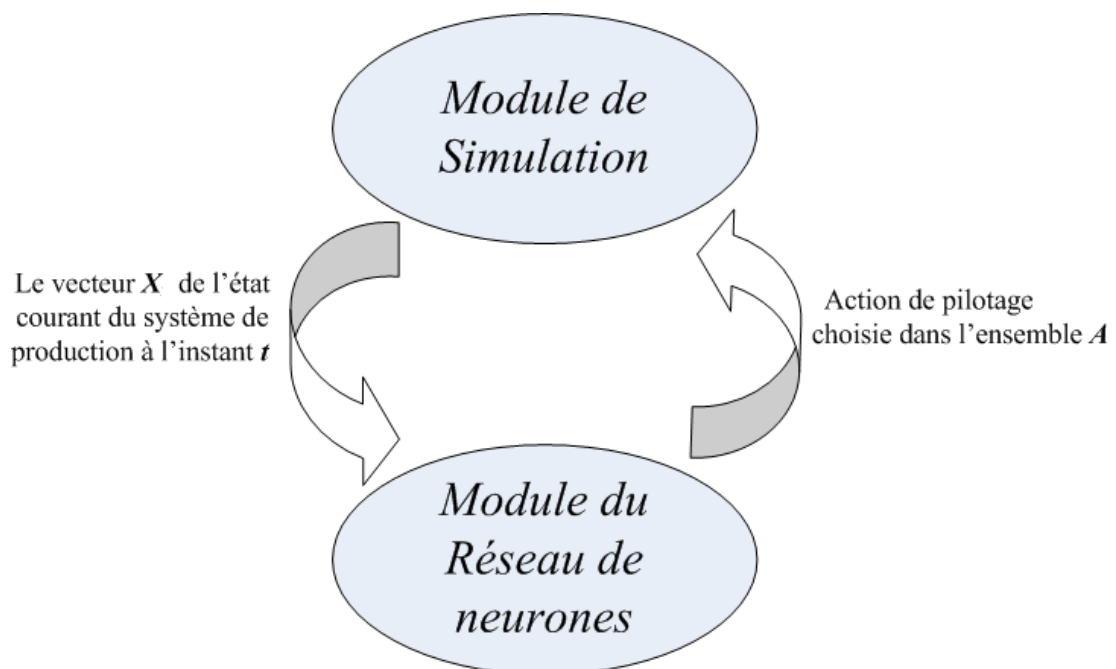 Module de
Simulation
Le vecteur X de l'état
courant du système de
production à l'instant t
Action de pilotage
choisie dans l'ensemble A
Module du
Réseau de
neurones